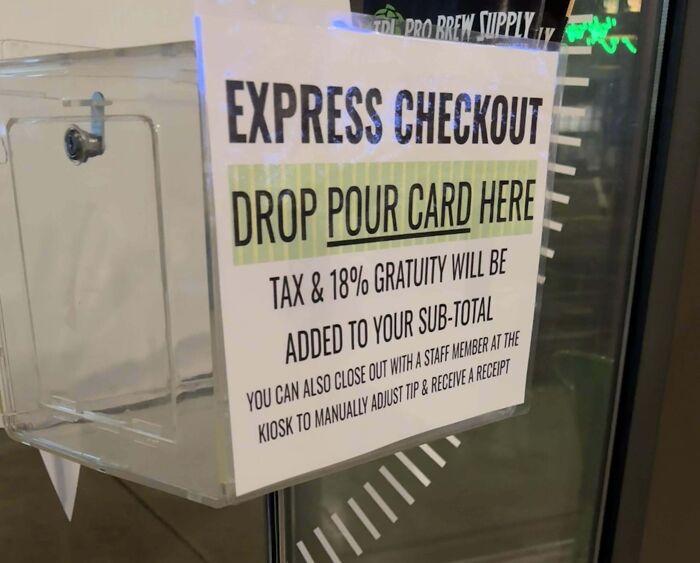 PRO BREW SUPPLY
EXPRESS CHECKOUT
DROP POUR CARD HERE
TAX & 18% GRATUITY WILL BE
ADDED TO YOUR SUB-TOTAL
YOU CAN ALSO CLOSE OUT WITH A STAFF MEMBER AT THE
KIOSK TO MANUALLY ADJUST TIP & RECEIVE A RECEIPT